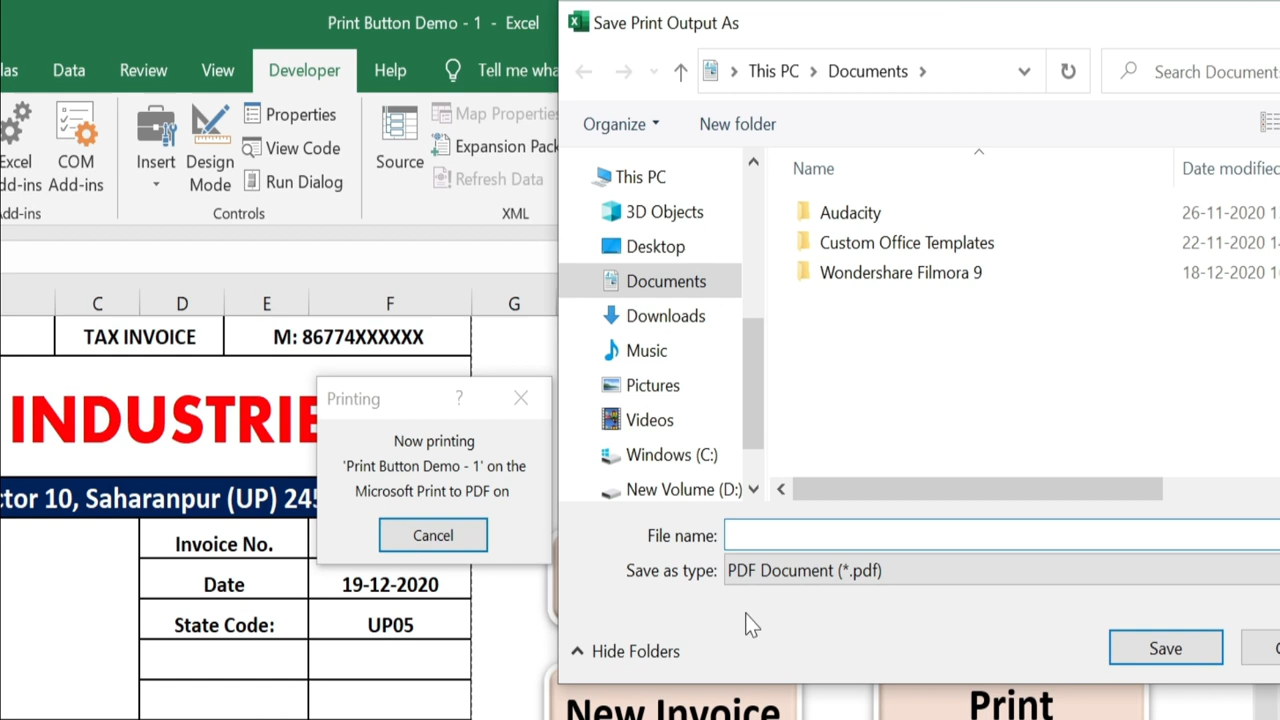 Print Button Demo - 1 - Excel
Data Review View Developer Help Tell me wha
Properties
View Code
Run Dialog
Excel
Add-ins
COM
Add-ins
Insert
Design
Mode
Controls
Source
Map Propertie
Expansion Pack
Refresh Data
XML
C D E F G
TAX INVOICE M: 86774XXXXXX
INDUSTRIE
ctor 10, Saharanpur (UP) 24
Invoice No.
Date 19-12-2020
State Code: UP05
Printing ?
Now printing
'Print Button Demo - 1' on the
Microsoft Print to PDF on
Cancel
Save Print Output As
This PC Documents
Search Document
Organize New folder
This PC
3D Objects
Desktop
Documents
Downloads
Music
Pictures
Videos
Windows (C:)
New Volume (D:)
Name Date modified
Audacity 26-11-2020 1
Custom Office Templates 22-11-2020 1
Wondershare Filmora 9 18-12-2020 1
File name:
Save as type: PDF Document (*.pdf)
Hide Folders
Save
New Invoice
Print